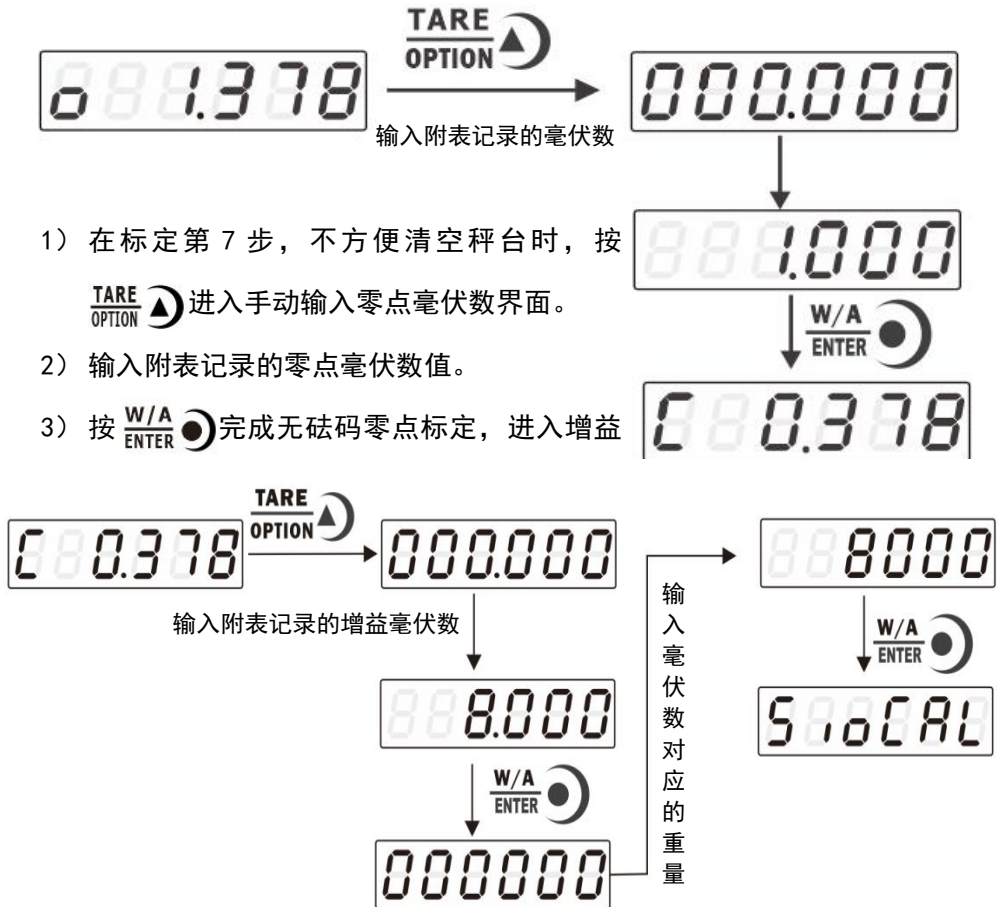 TARE
OPTION
o 1.378
000.000
输入附表记录的毫伏数
1.000
1） 在标定第 7 步，不方便清空秤台时，按
TARE
OPTION
进入手动输入零点毫伏数界面。
W/A
ENTER
2） 输入附表记录的零点毫伏数值。
3） 按 W/A ENTER 完成无砝码零点标定，进入增益
C 0.378
TARE
OPTION
C 0.378
000.000
8000
输入附表记录的增益毫伏数
输入毫伏数对应的重量
W/A
ENTER
8.000
SioCAL
W/A
ENTER
000000